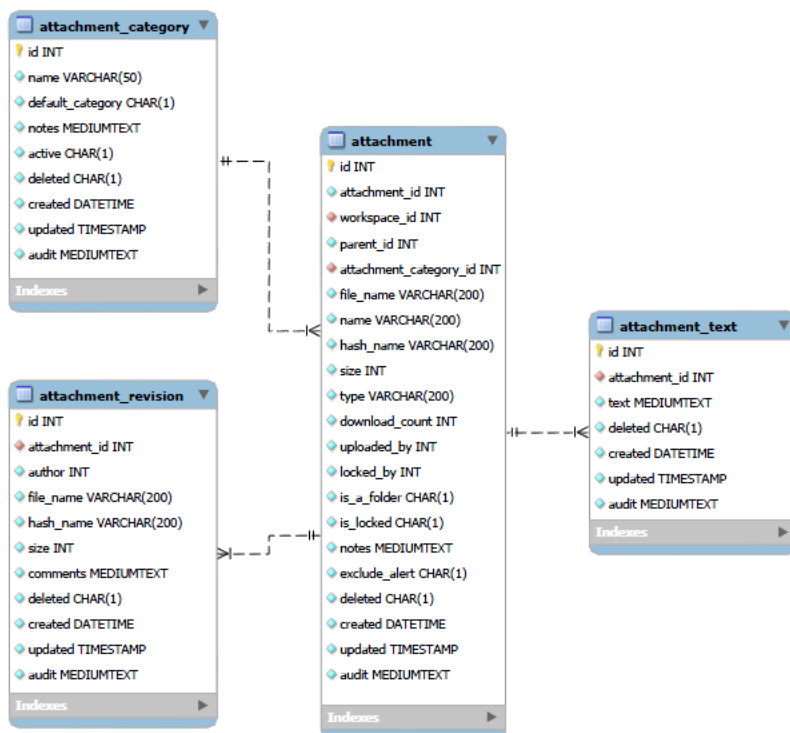 attachment_category
id INT
name VARCHAR(50)
default_category CHAR(1)
notes MEDIUMTEXT
active CHAR(1)
deleted CHAR(1)
created DATETIME
updated TIMESTAMP
audit MEDIUMTEXT
Indexes
attachment_revision
id INT
attachment_id INT
author INT
file_name VARCHAR(200)
hash_name VARCHAR(200)
size INT
comments MEDIUMTEXT
deleted CHAR(1)
created DATETIME
updated TIMESTAMP
audit MEDIUMTEXT
Indexes
attachment
id INT
attachment_id INT
workspace_id INT
parent_id INT
attachment_category_id INT
file_name VARCHAR(200)
name VARCHAR(200)
hash_name VARCHAR(200)
size INT
type VARCHAR(200)
download_count INT
uploaded_by INT
locked_by INT
is_a_folder CHAR(1)
is_locked CHAR(1)
notes MEDIUMTEXT
exclude_alert CHAR(1)
deleted CHAR(1)
created DATETIME
updated TIMESTAMP
audit MEDIUMTEXT
Indexes
attachment_text
id INT
attachment_id INT
text MEDIUMTEXT
deleted CHAR(1)
created DATETIME
updated TIMESTAMP
audit MEDIUMTEXT
Indexes